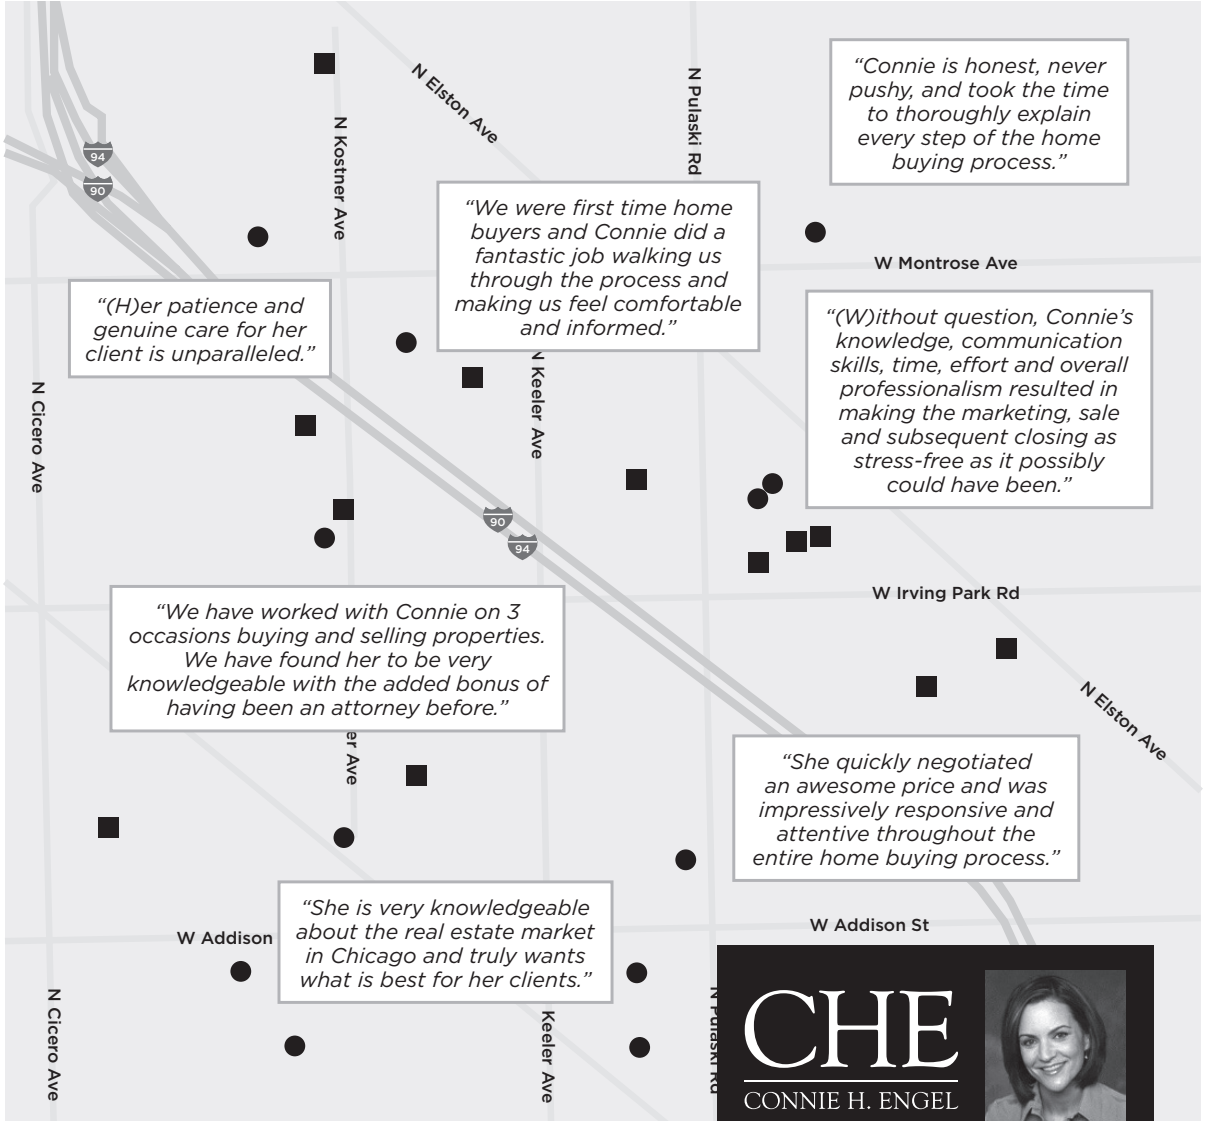 N Elston Ave
N Pulaski Rd
“Connie is honest, never
pushy, and took the time
to thoroughly explain
every step of the home
buying process.”
94
90
N Kostner Ave
“We were first time home
buyers and Connie did a
fantastic job walking us
through the process and
making us feel comfortable
and informed.”
W Montrose Ave
“(H)er patience and
genuine care for her
client is unparalleled.”
“(W)ithout question, Connie’s
knowledge, communication
skills, time, effort and overall
professionalism resulted in
making the marketing, sale
and subsequent closing as
stress-free as it possibly
could have been.”
N Cicero Ave
N Keeler Ave
90
94
W Irving Park Rd
“We have worked with Connie on 3
occasions buying and selling properties.
We have found her to be very
knowledgeable with the added bonus of
having been an attorney before.”
N Elston Ave
er Ave
“She quickly negotiated
an awesome price and was
impressively responsive and
attentive throughout the
entire home buying process.”
“She is very knowledgeable
about the real estate market
in Chicago and truly wants
what is best for her clients.”
W Addison
W Addison St
N Cicero Ave
Keeler Ave
N Pulaski Rd
CHE
CONNIE H. ENGEL